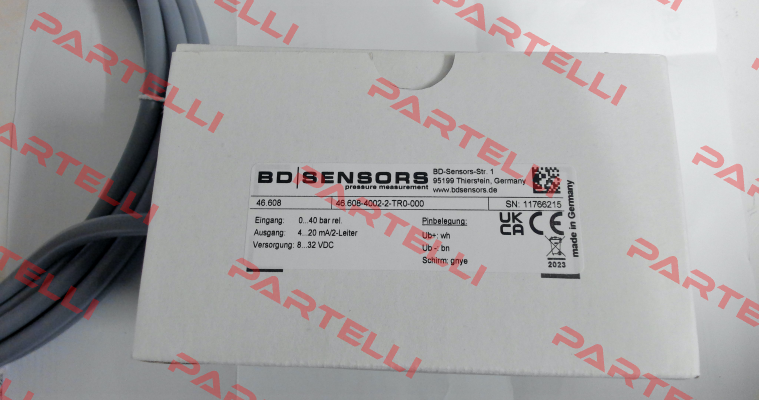 BD|SENSORS
pressure measurement
BD-Sensors-Str. 1
95199 Thierstein, Germany
www.bdsensors.de
46.608 46.608-4002-2-TR0-000 SN: 11766215
Eingang: 0...40 bar rel.
Ausgang: 4...20 mA/2-Leiter
Versorgung: 8...32 VDC
Pinbelegung:
Ub+: wh
Ub -: bn
Schirm: gnye
UK
CA
CE
2023
made in Germany
PARTELLI
PARTELLI
PARTELLI
PARTELLI
PARTELLI
PARTELLI
PARTELLI
PARTELLI